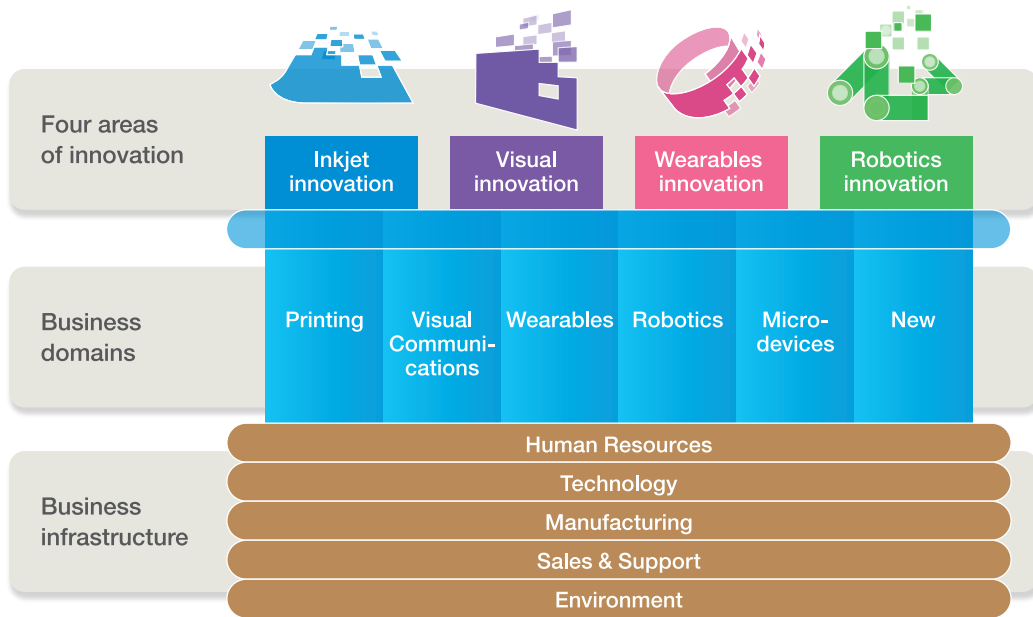 Four areas
of innovation
Inkjet
innovation
Visual
innovation
Wearables
innovation
Robotics
innovation
Business
domains
Printing
Visual
Communi-
cations
Wearables
Robotics
Micro-
devices
New
Business
infrastructure
Human Resources
Technology
Manufacturing
Sales & Support
Environment